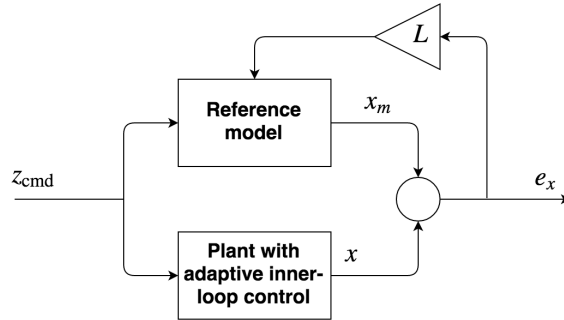 L
Reference
model
x_m
z_cmd
e_x
Plant with
adaptive inner-
loop control
x